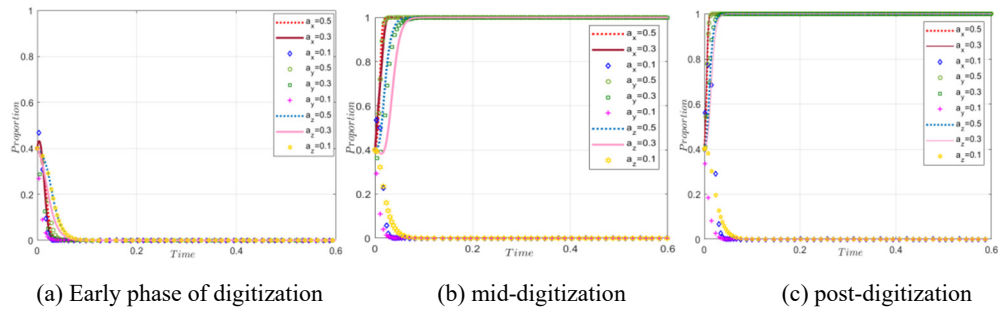 1
0.8
0.6
0.4
0.2
0
Proportion
0
0.2
0.4
0.6
Time
a_x=0.5
a_x=0.3
a_x=0.1
a_y=0.5
a_y=0.3
a_y=0.1
a_z=0.5
a_z=0.3
a_z=0.1
(a) Early phase of digitization
1
0.8
0.6
0.4
0.2
0
Proportion
0
0.2
0.4
0.6
Time
a_x=0.5
a_x=0.3
a_x=0.1
a_y=0.5
a_y=0.3
a_y=0.1
a_z=0.5
a_z=0.3
a_z=0.1
(b) mid-digitization
1
0.8
0.6
0.4
0.2
0
Proportion
0
0.2
0.4
0.6
Time
a_x=0.5
a_x=0.3
a_x=0.1
a_y=0.5
a_y=0.3
a_y=0.1
a_z=0.5
a_z=0.3
a_z=0.1
(c) post-digitization